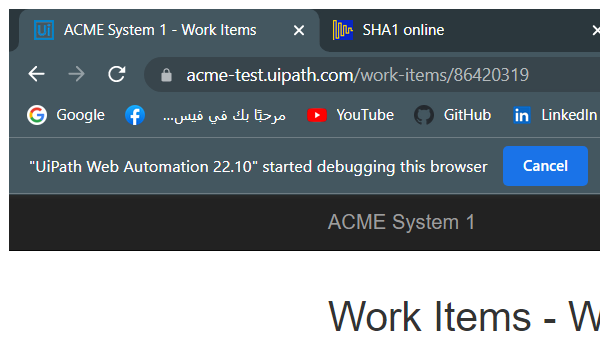 ACME System 1 - Work Items
SHA1 online
acme-test.uipath.com/work-items/86420319
Google
مرحبًا بك في فيس...
YouTube
GitHub
LinkedIn
"UiPath Web Automation 22.10" started debugging this browser
Cancel
ACME System 1
Work Items - W